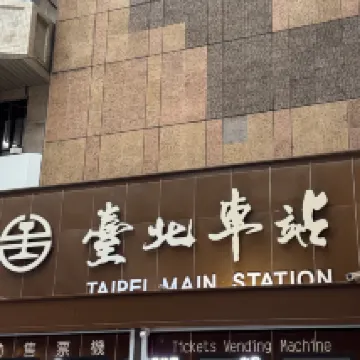 臺北車站
TAIPEI MAIN STATION
售票機 Tickets Vending Machine